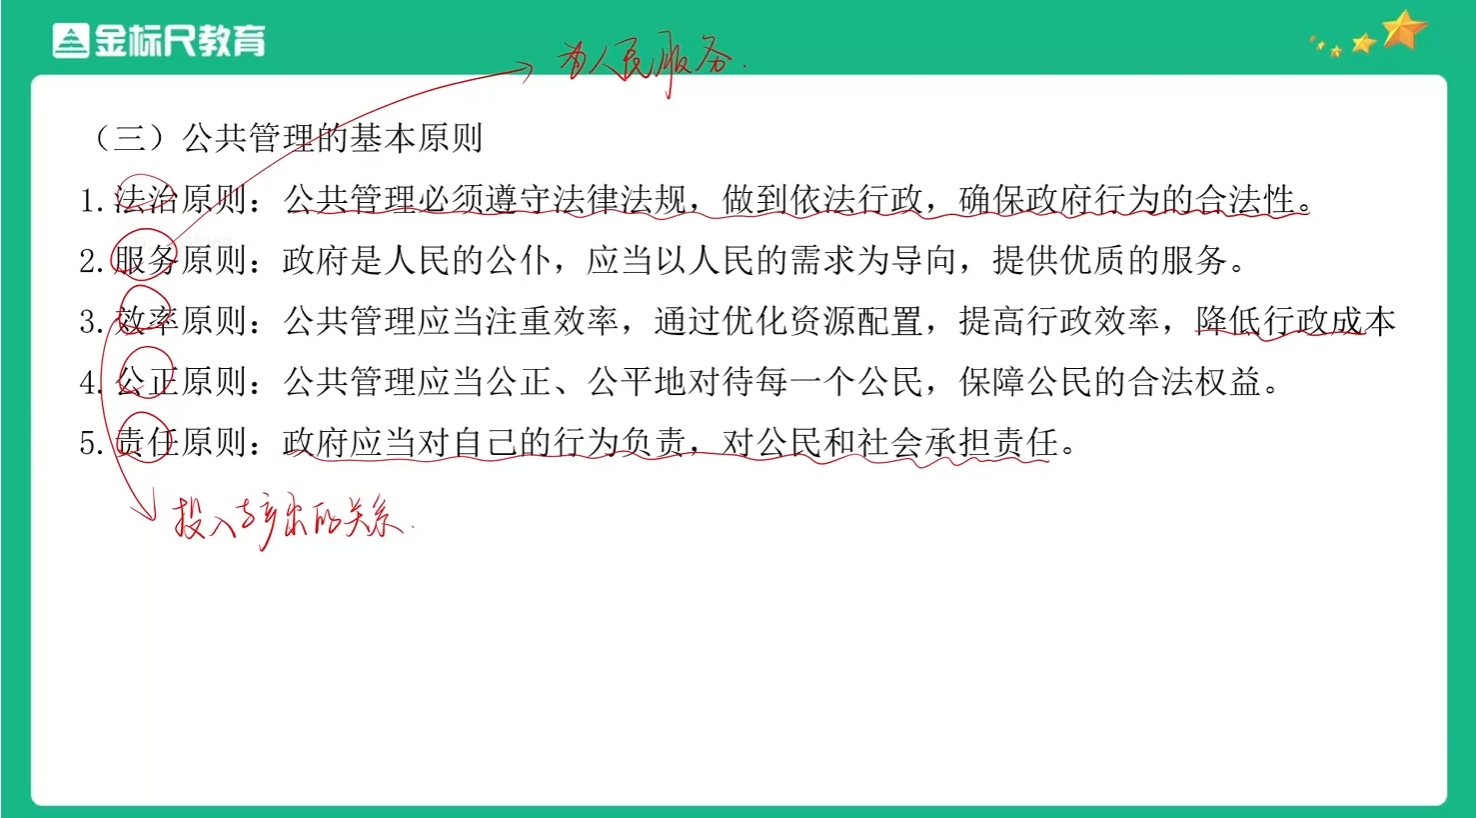 金标尺教育
为人民服务.
（三）公共管理的基本原则
1.法治原则：公共管理必须遵守法律法规，做到依法行政，确保政府行为的合法性。
2.服务原则：政府是人民的公仆，应当以人民的需求为导向，提供优质的服务。
3.效率原则：公共管理应当注重效率，通过优化资源配置，提高行政效率，降低行政成本
4.公正原则：公共管理应当公正、公平地对待每一个公民，保障公民的合法权益。
5.责任原则：政府应当对自己的行为负责，对公民和社会承担责任。
投入与产出的关系.